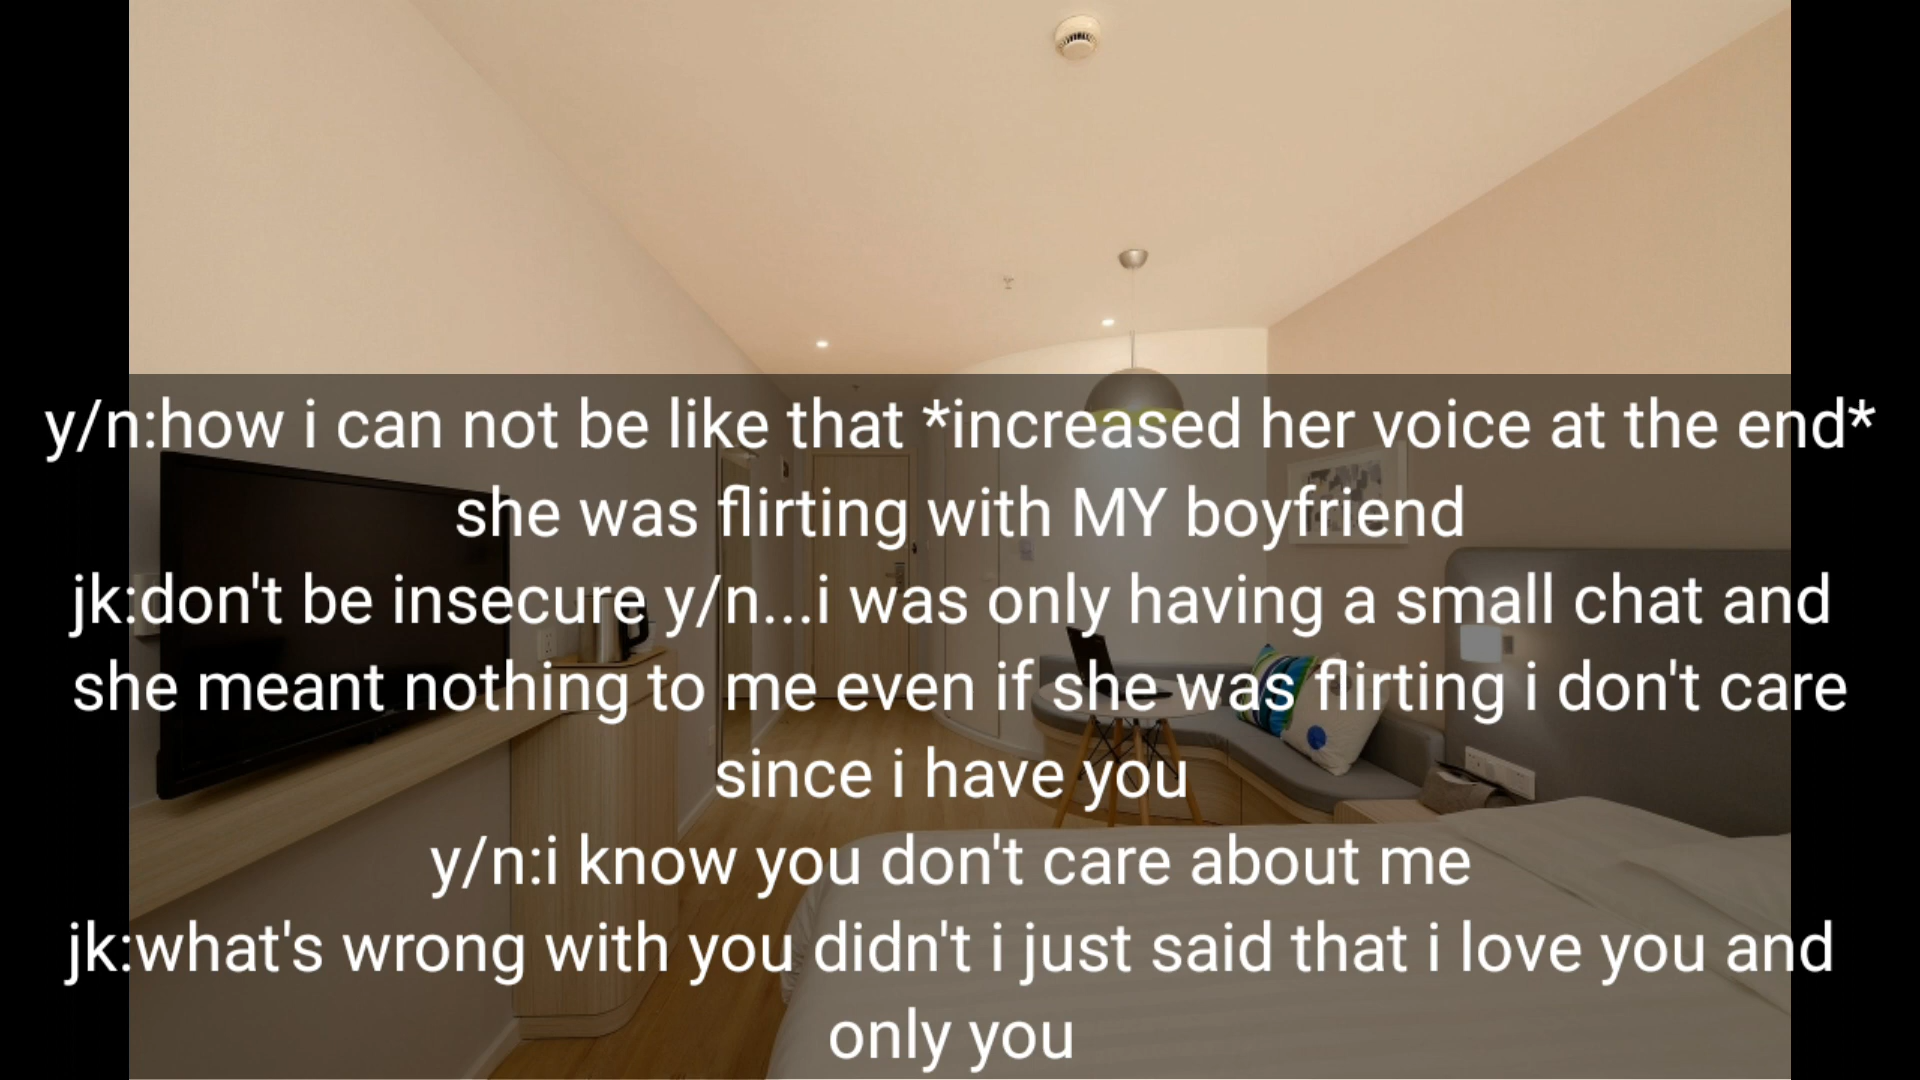 y/n:how i can not be like that *increased her voice at the end*
she was flirting with MY boyfriend
jk:don't be insecure y/n...i was only having a small chat and
she meant nothing to me even if she was flirting i don't care
since i have you
y/n:i know you don't care about me
jk:what's wrong with you didn't i just said that i love you and
only you